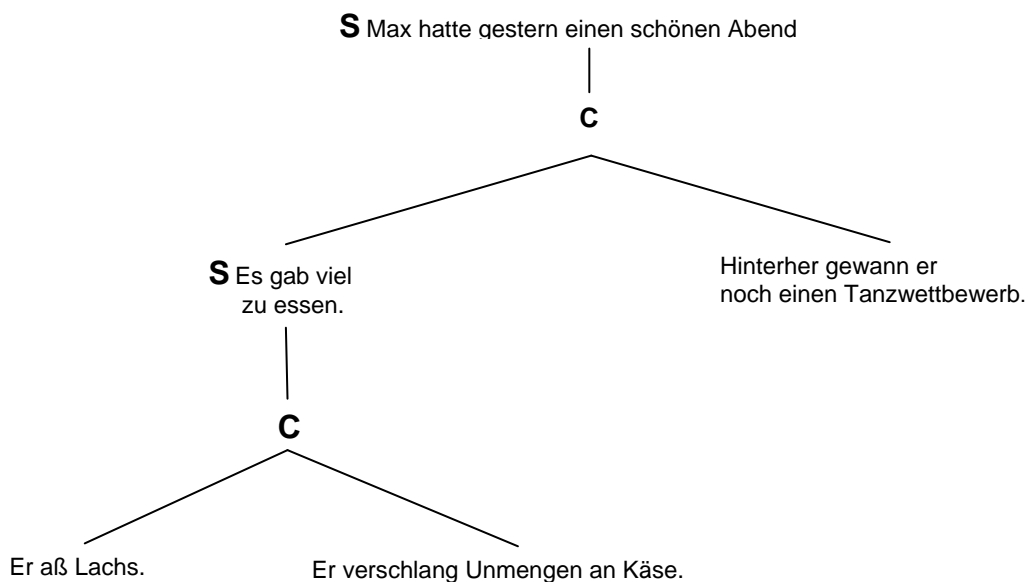 S Max hatte gestern einen schönen Abend
C
S Es gab viel
zu essen.
Hinterher gewann er
noch einen Tanzwettbewerb.
C
Er aß Lachs.
Er verschlang Unmengen an Käse.